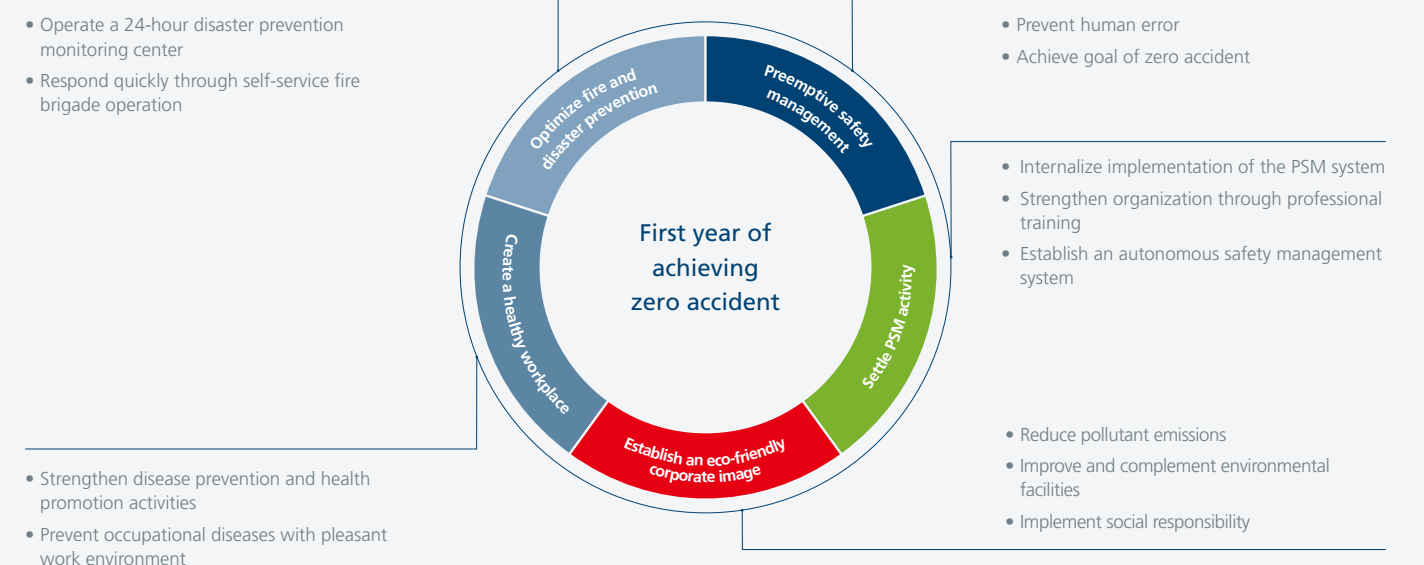 • Operate a 24-hour disaster prevention
monitoring center
• Respond quickly through self-service fire
brigade operation
• Prevent human error
• Achieve goal of zero accident
Optimize fire and
disaster prevention
Preemptive safety
management
• Internalize implementation of the PSM system
• Strengthen organization through professional
training
• Establish an autonomous safety management
system
First year of
achieving
zero accident
Create a healthy workplace
Settle PSM activity
Establish an eco-friendly
corporate image
• Reduce pollutant emissions
• Improve and complement environmental
facilities
• Implement social responsibility
• Strengthen disease prevention and health
promotion activities
• Prevent occupational diseases with pleasant
work environment